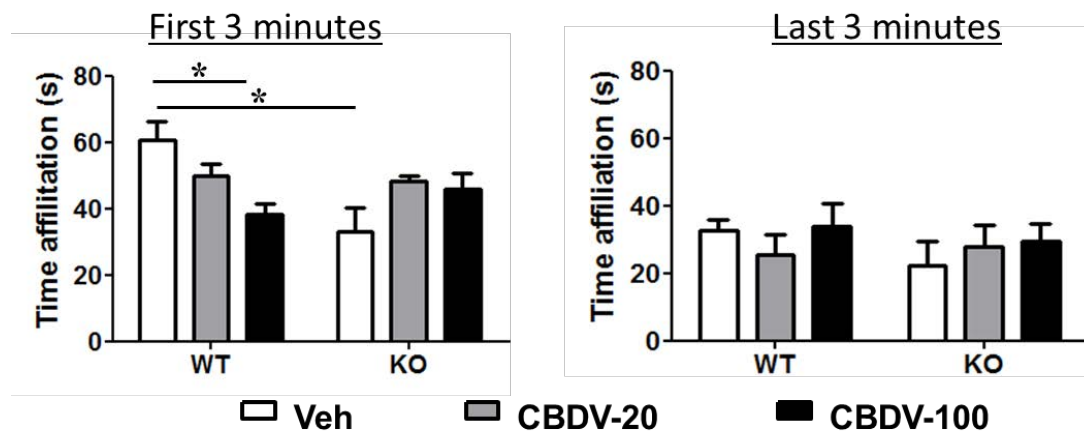 First 3 minutes
Time affilitation (s)
80
60
40
20
0
*
*
WT KO
Last 3 minutes
Time affiliation (s)
80
60
40
20
0
WT KO
Veh CBDV-20 CBDV-100